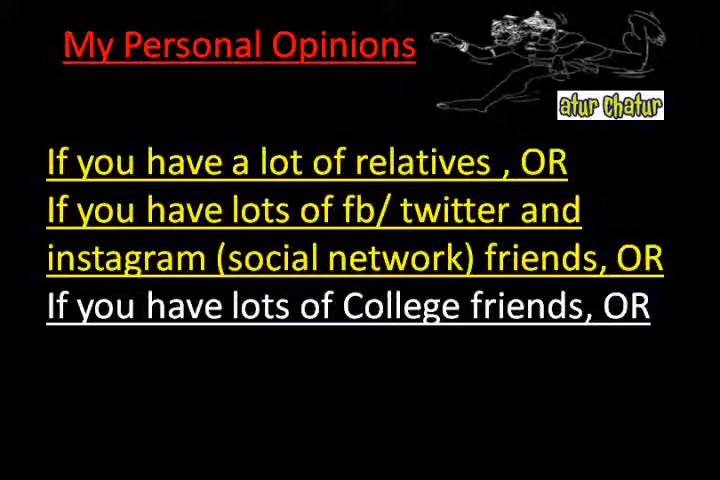 My Personal Opinions
atur chatur
If you have a lot of relatives , OR
If you have lots of fb/ twitter and
instagram (social network) friends, OR
If you have lots of College friends, OR